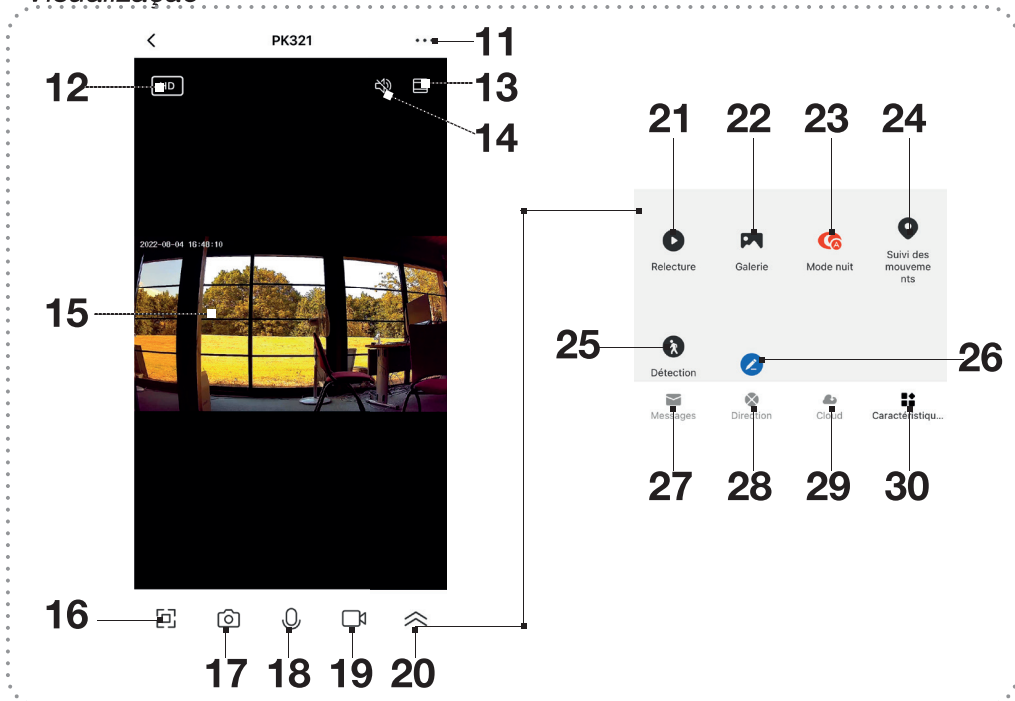 Visualização
PK321
11
12
HD
13
14
2022-08-04 16:48:10
15
16
17
18
19
20
21
22
23
24
Relecture
Galerie
Mode nuit
Suivi des
mouveme
nts
25
Détection
26
Messages
Direction
Cloud
Caractéristiqu...
27
28
29
30